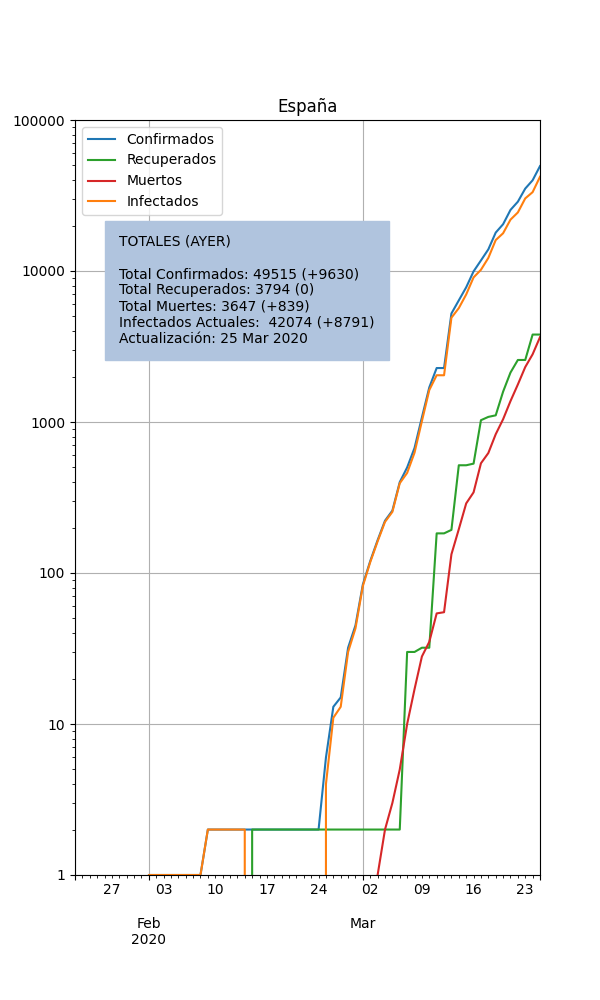 España
100000
10000
1000
100
10
1
Confirmados
Recuperados
Muertos
Infectados
TOTALES (AYER)
Total Confirmados: 49515 (+9630)
Total Recuperados: 3794 (0)
Total Muertes: 3647 (+839)
Infectados Actuales:  42074 (+8791)
Actualización: 25 Mar 2020
27 03 10 17 24 02 09 16 23
Feb Mar
2020